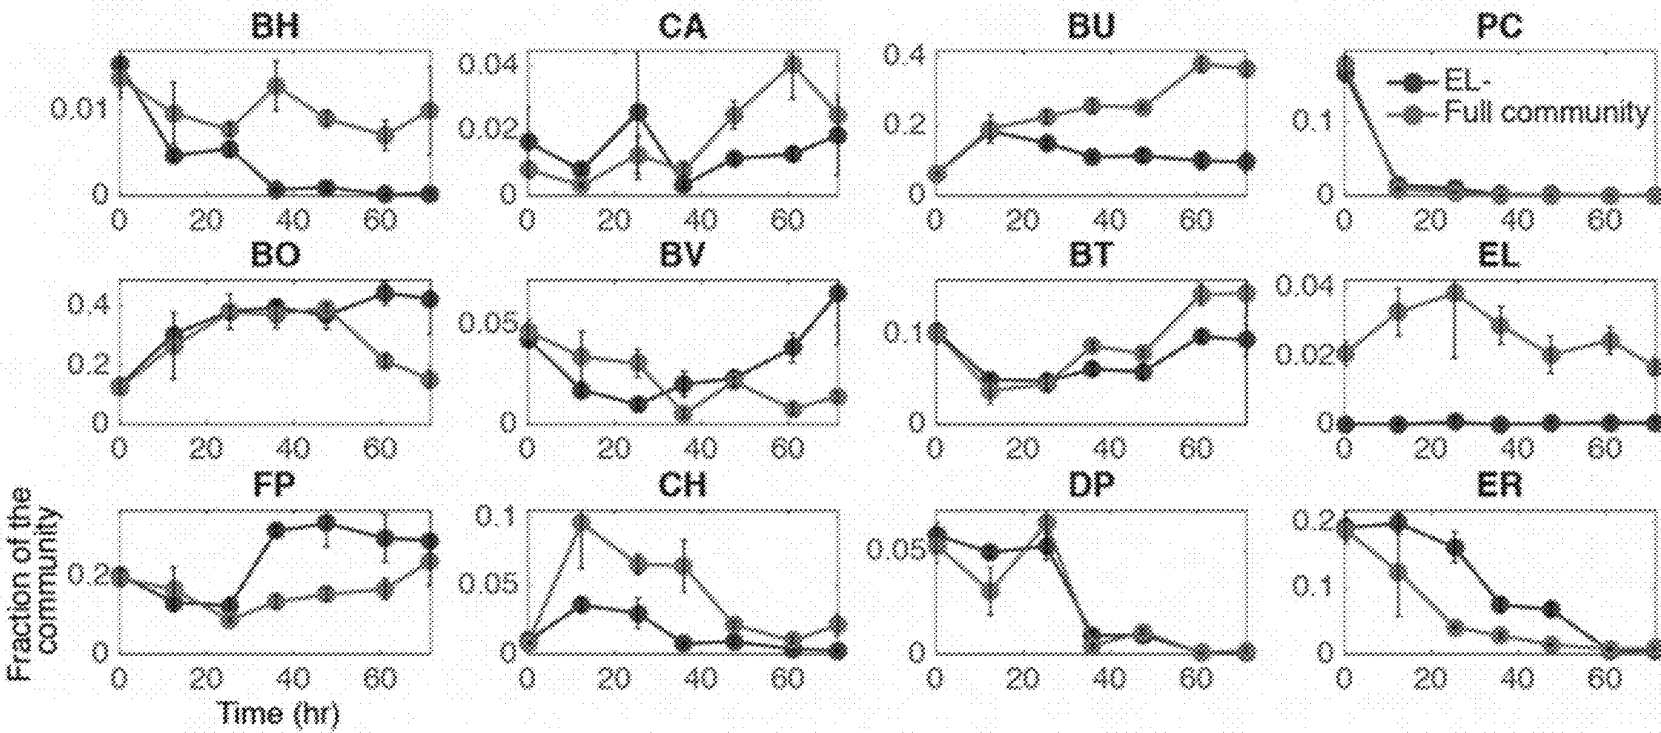 BH
CA
BU
PC
0.01
0
0 20 40 60
0.04
0.02
0
0 20 40 60
0.4
0.2
0
0 20 40 60
EL-
Full community
0.1
0
0 20 40 60
BO
BV
BT
EL
0.4
0.2
0
0 20 40 60
0.05
0
0 20 40 60
0.1
0
0 20 40 60
0.04
0.02
0
0 20 40 60
FP
CH
DP
ER
Fraction of the
community
0.2
0
0 20 40 60
0.1
0.05
0
0 20 40 60
0.05
0
0 20 40 60
0.2
0.1
0
0 20 40 60
Time (hr)